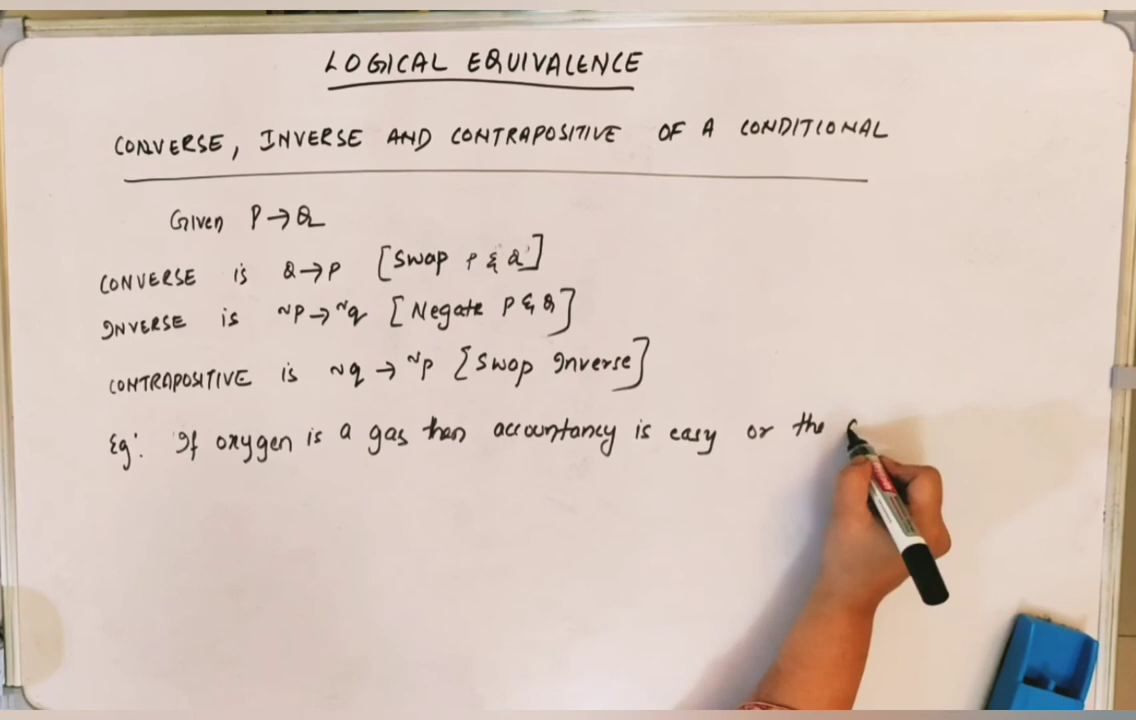 LOGICAL EQUIVALENCE
CONVERSE, INVERSE AND CONTRAPOSITIVE OF A CONDITIONAL
Given P→Q
CONVERSE is Q→P [Swap P & Q]
INVERSE is ~P→~q [Negate P & Q]
CONTRAPOSITIVE is ~q → ~p [Swap Inverse]
Eg: If oxygen is a gas then accountancy is easy or the